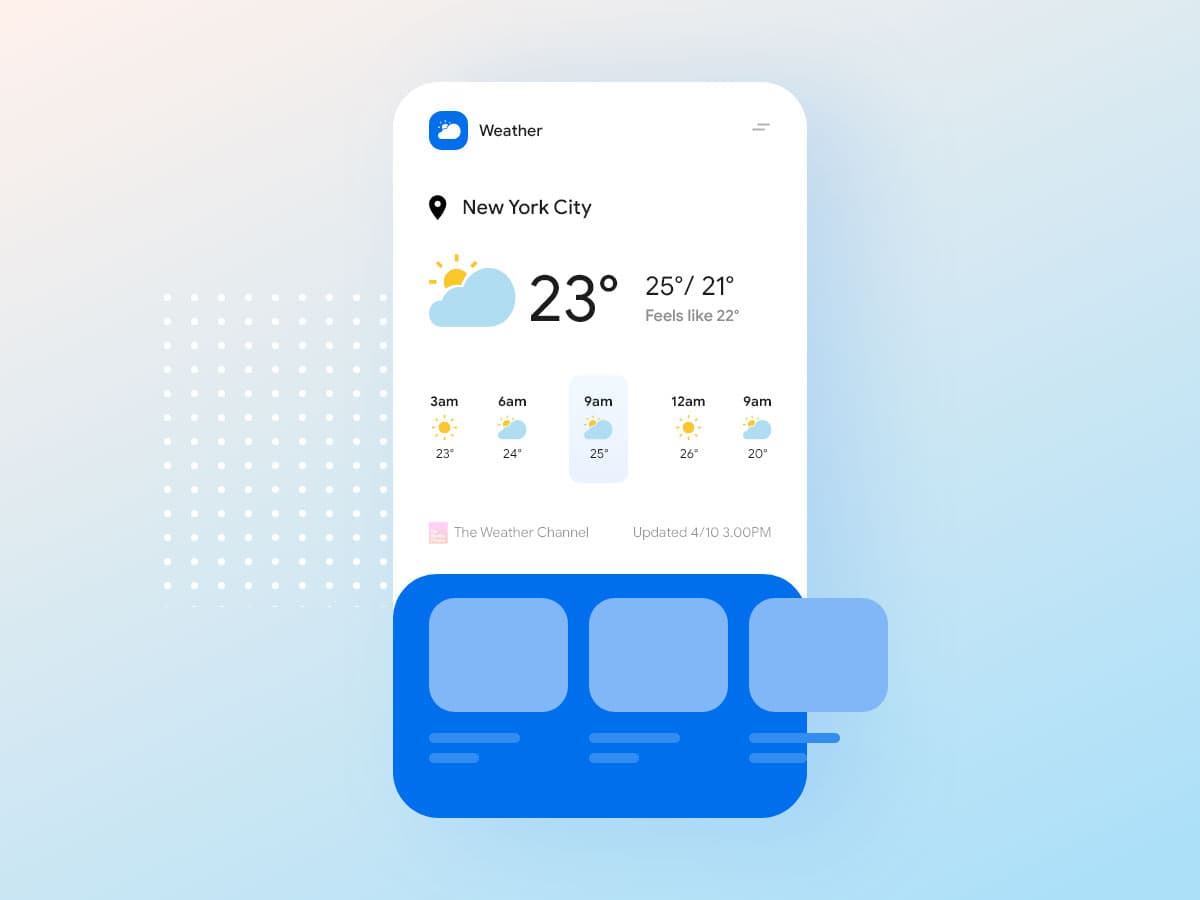 Weather
New York City
23° 25°/ 21°
Feels like 22°
3am 6am 9am 12am 9am
23° 24° 25° 26° 20°
The Weather Channel Updated 4/10 3.00PM